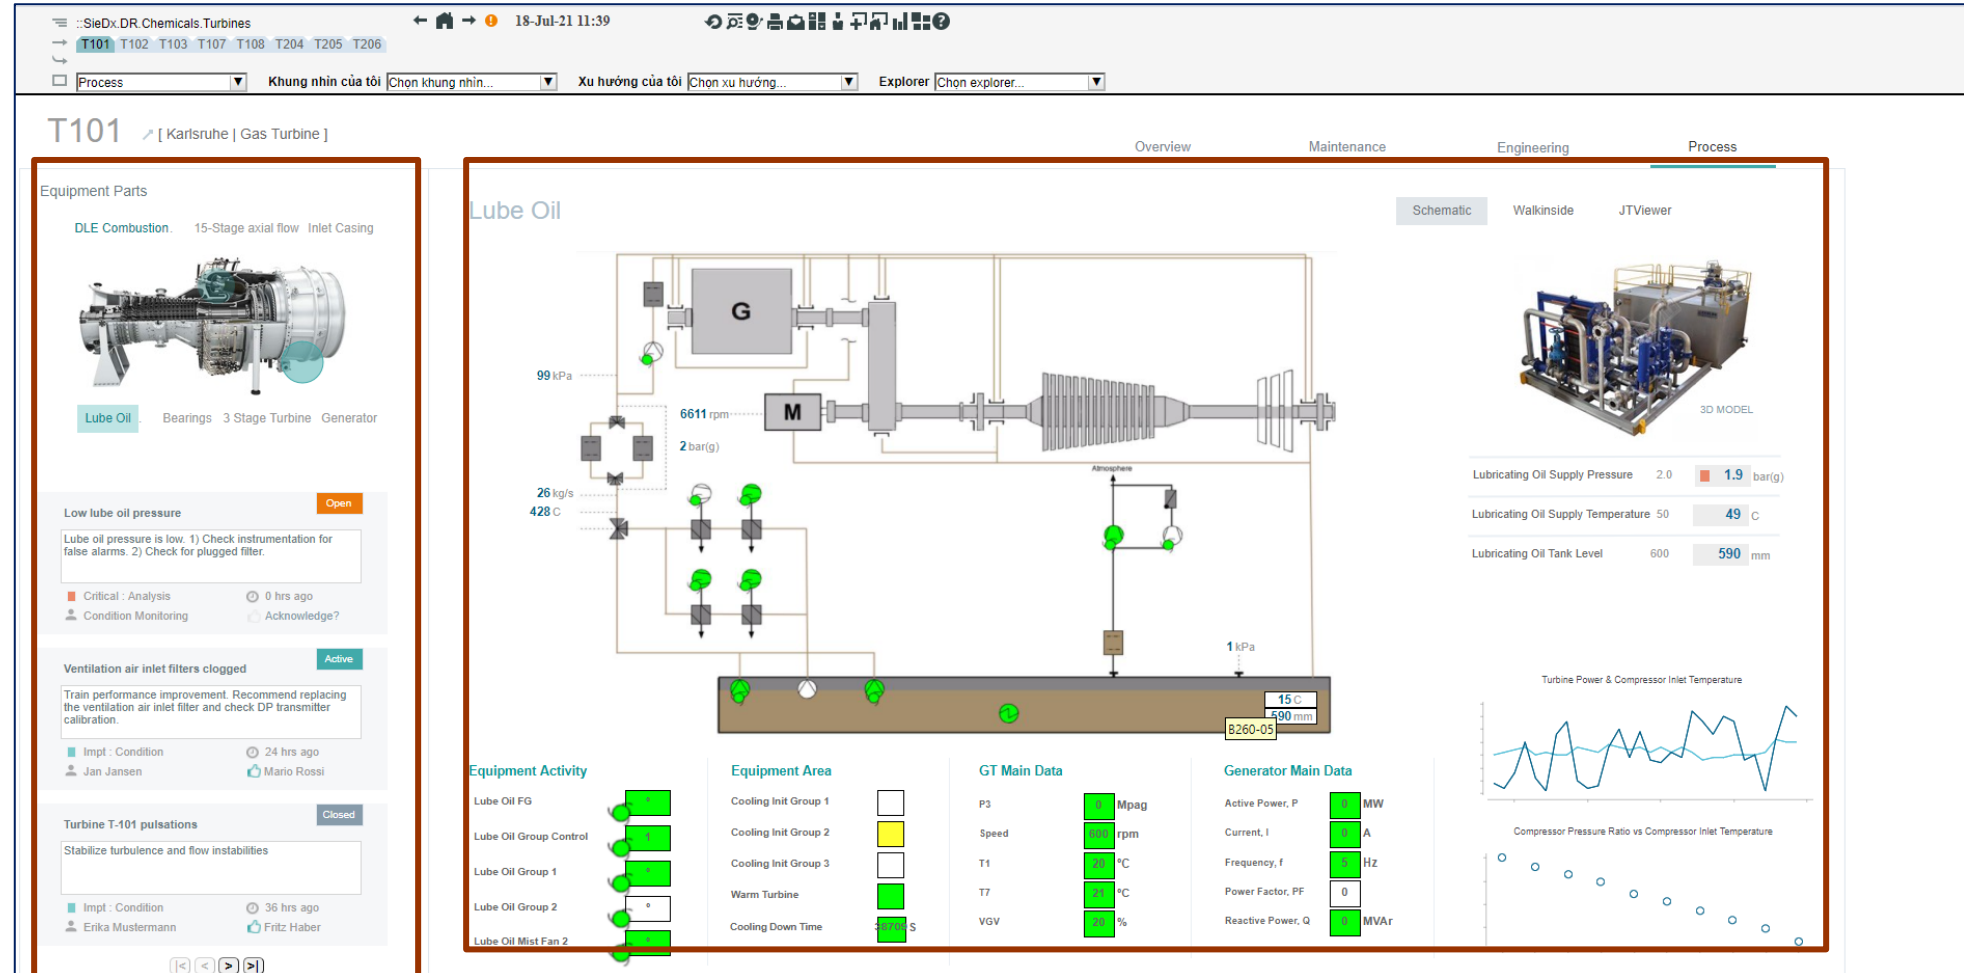 ::SieDx.DR.Chemicals.Turbines
18-Jul-21 11:39
T101 T102 T103 T107 T108 T204 T205 T206
Process Khung nhìn của tôi Chọn khung nhìn... Xu hướng của tôi Chọn xu hướng... Explorer Chọn explorer...
T101 [ Karlsruhe | Gas Turbine ]
Overview Maintenance Engineering Process
Equipment Parts
DLE Combustion. 15-Stage axial flow Inlet Casing
Lube Oil . Bearings 3 Stage Turbine Generator
Low lube oil pressure Open
Lube oil pressure is low. 1) Check instrumentation for
false alarms. 2) Check for plugged filter.
Critical : Analysis 0 hrs ago
Condition Monitoring Acknowledge?
Ventilation air inlet filters clogged Active
Train performance improvement. Recommend replacing
the ventilation air inlet filter and check DP transmitter
calibration.
Impt : Condition 24 hrs ago
Jan Jansen Mario Rossi
Turbine T-101 pulsations Closed
Stabilize turbulence and flow instabilities
Impt : Condition 36 hrs ago
Erika Mustermann Fritz Haber
|< < > >|
Lube Oil
Schematic Walkinside JTViewer
G
99 kPa
6611 rpm
M
2 bar(g)
26 kg/s
428 C
Atmosphere
1 kPa
15 C
590 mm
B260-05
3D MODEL
Lubricating Oil Supply Pressure 2.0 1.9 bar(g)
Lubricating Oil Supply Temperature 50 49 C
Lubricating Oil Tank Level 600 590 mm
Turbine Power & Compressor Inlet Temperature
Compressor Pressure Ratio vs Compressor Inlet Temperature
Equipment Activity
Lube Oil FG
Lube Oil Group Control 1
Lube Oil Group 1
Lube Oil Group 2
Lube Oil Mist Fan 2
Equipment Area
Cooling Init Group 1
Cooling Init Group 2
Cooling Init Group 3
Warm Turbine
Cooling Down Time S
GT Main Data
P3 0 Mpag
Speed 600 rpm
T1 20 °C
T7 21 °C
VGV 20 %
Generator Main Data
Active Power, P 0 MW
Current, I 0 A
Frequency, f 5 Hz
Power Factor, PF 0
Reactive Power, Q 0 MVAr